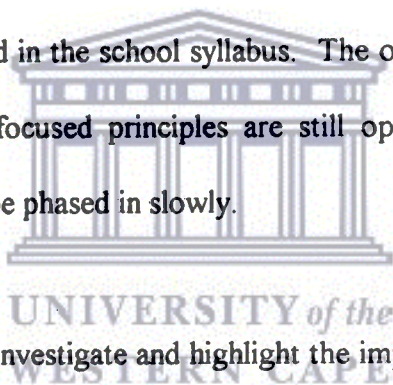 d in the school syllabus. The o
focused principles are still op
e phased in slowly.
UNIVERSITY of the
investigate and highlight the im
WESTERN CAPE